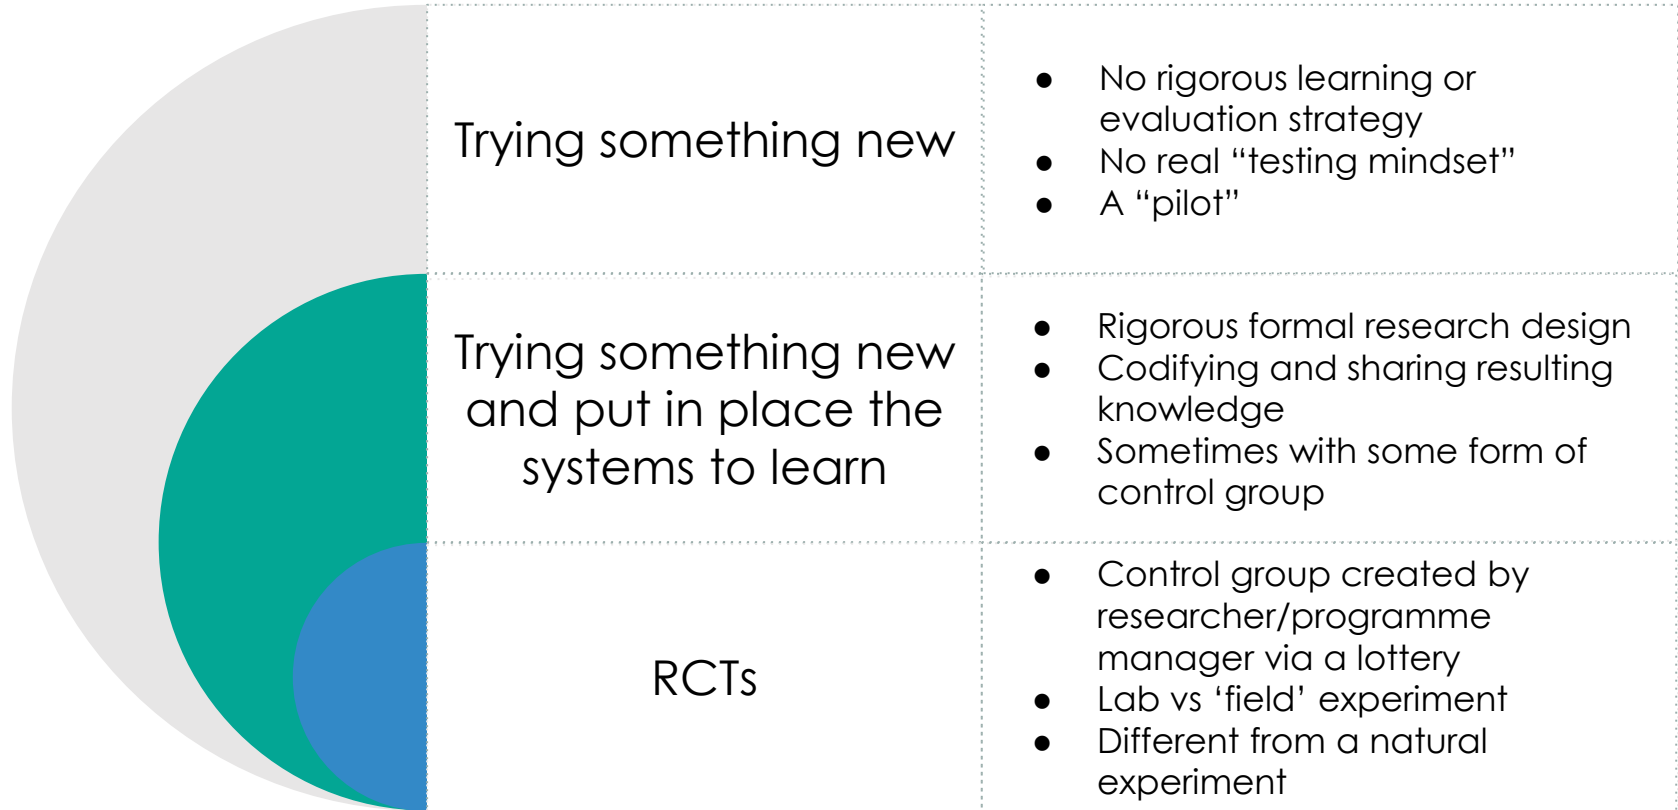 Trying something new
● No rigorous learning or
evaluation strategy
● No real “testing mindset”
● A “pilot”
Trying something new
and put in place the
systems to learn
● Rigorous formal research design
● Codifying and sharing resulting
knowledge
● Sometimes with some form of
control group
RCTs
● Control group created by
researcher/programme
manager via a lottery
● Lab vs ‘field’ experiment
● Different from a natural
experiment